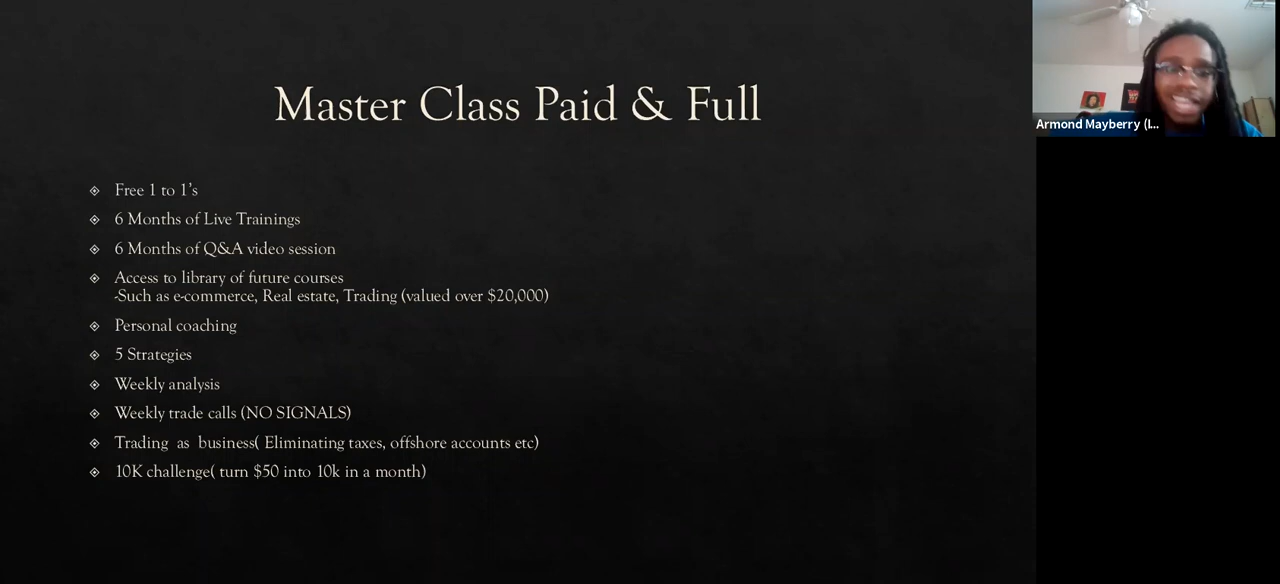 Master Class Paid & Full
Free 1 to 1's
6 Months of Live Trainings
6 Months of Q&A video session
Access to library of future courses
-Such as e-commerce, Real estate, Trading (valued over $20,000)
Personal coaching
5 Strategies
Weekly analysis
Weekly trade calls (NO SIGNALS)
Trading as business( Eliminating taxes, offshore accounts etc)
10K challenge( turn $50 into 10k in a month)
Armond Mayberry (I...